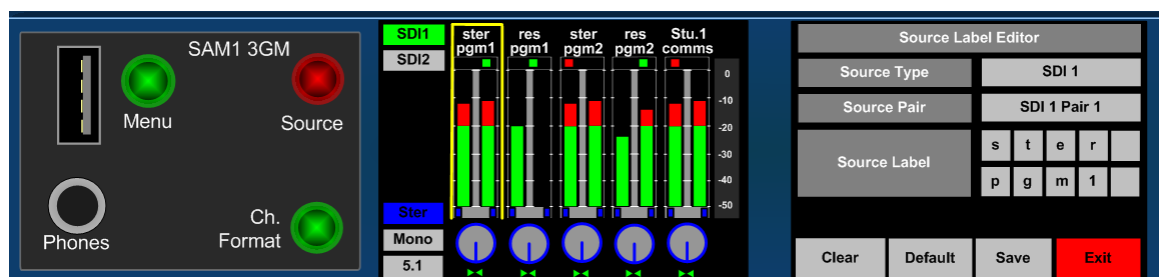 SAM1 3GM
Menu
Source
Phones
Ch.
Format
SDI1
SDI2
Ster
Mono
5.1
ster
pgm1
res
pgm1
ster
pgm2
res
pgm2
Stu.1
comms
0
-10
-20
-30
-40
-50
Source Label Editor
Source Type
SDI 1
Source Pair
SDI 1 Pair 1
Source Label
s t e r
p g m 1
Clear
Default
Save
Exit